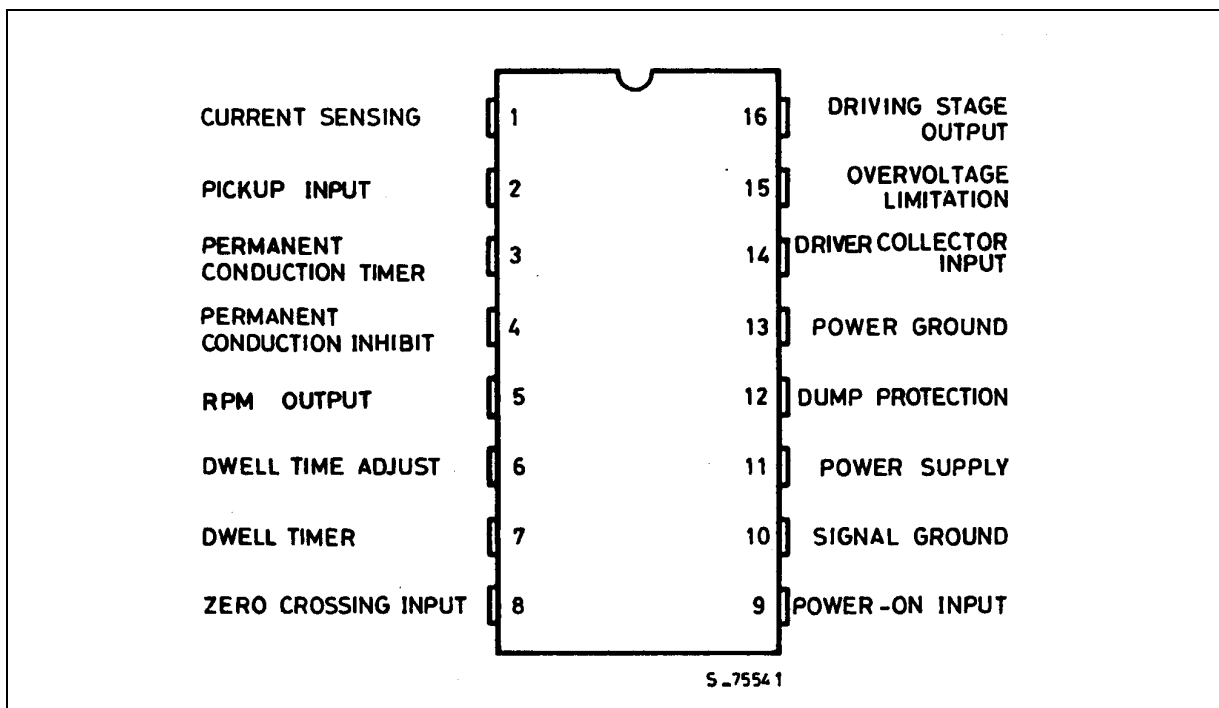 CURRENT SENSING
1
16
DRIVING STAGE
OUTPUT
PICKUP INPUT
2
15
OVERVOLTAGE
LIMITATION
PERMANENT
CONDUCTION TIMER
3
14
DRIVER COLLECTOR
INPUT
PERMANENT
CONDUCTION INHIBIT
4
13
POWER GROUND
RPM OUTPUT
5
12
DUMP PROTECTION
DWELL TIME ADJUST
6
11
POWER SUPPLY
DWELL TIMER
7
10
SIGNAL GROUND
ZERO CROSSING INPUT
8
9
POWER-ON INPUT
S_75541